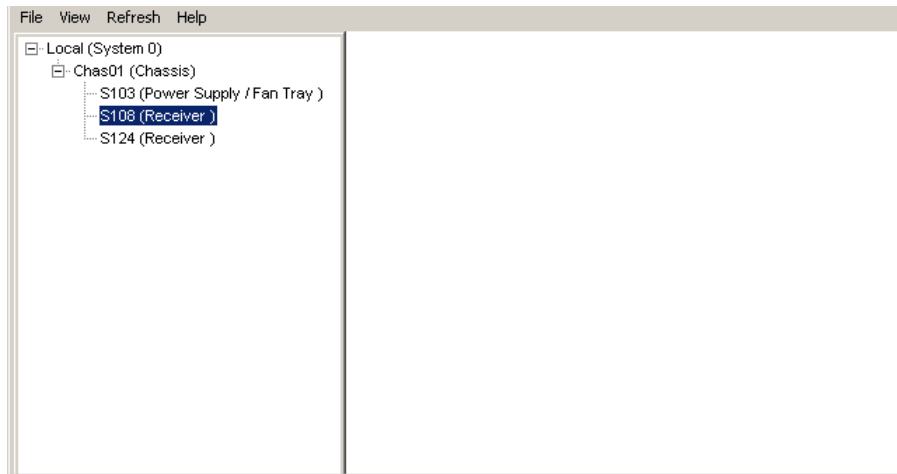 File View Refresh Help
Local (System 0)
Chas01 (Chassis)
S103 (Power Supply / Fan Tray )
S108 (Receiver )
S124 (Receiver )